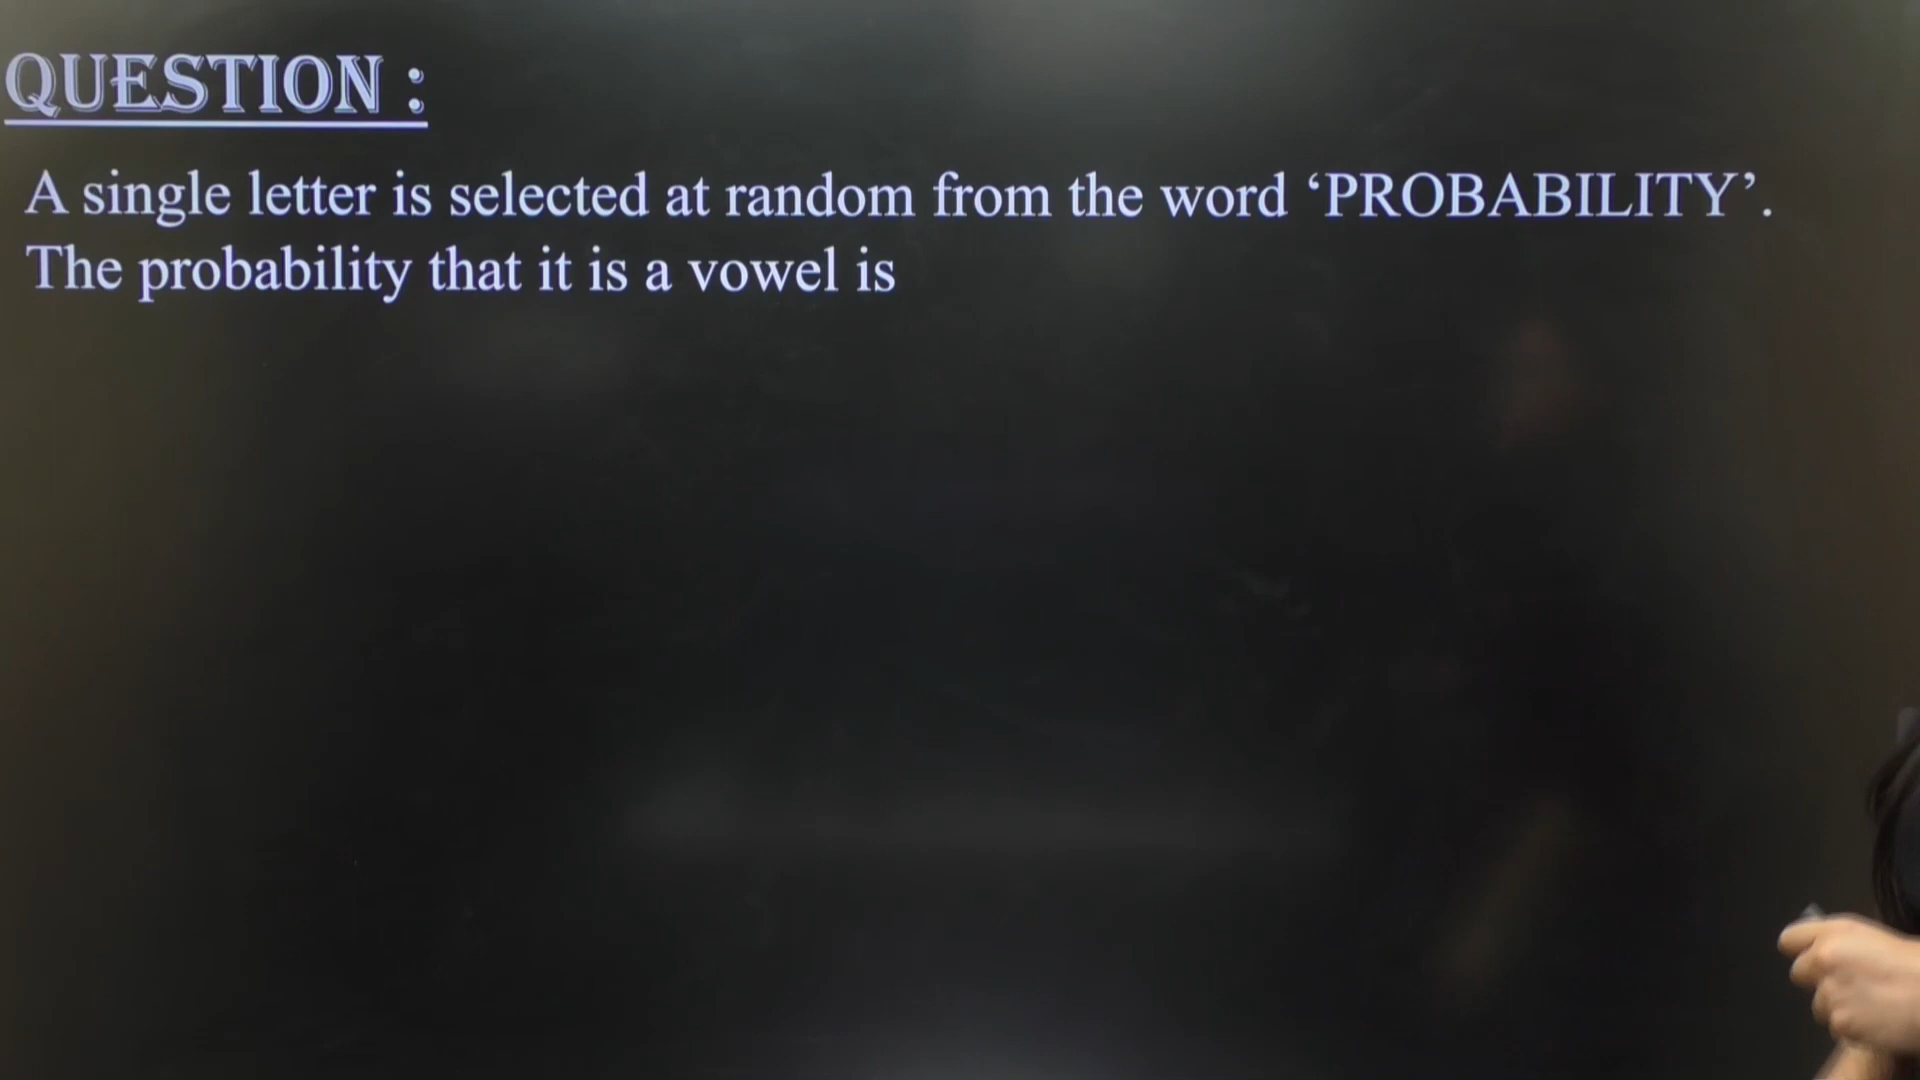 QUESTION :
A single letter is selected at random from the word ‘PROBABILITY’.
The probability that it is a vowel is